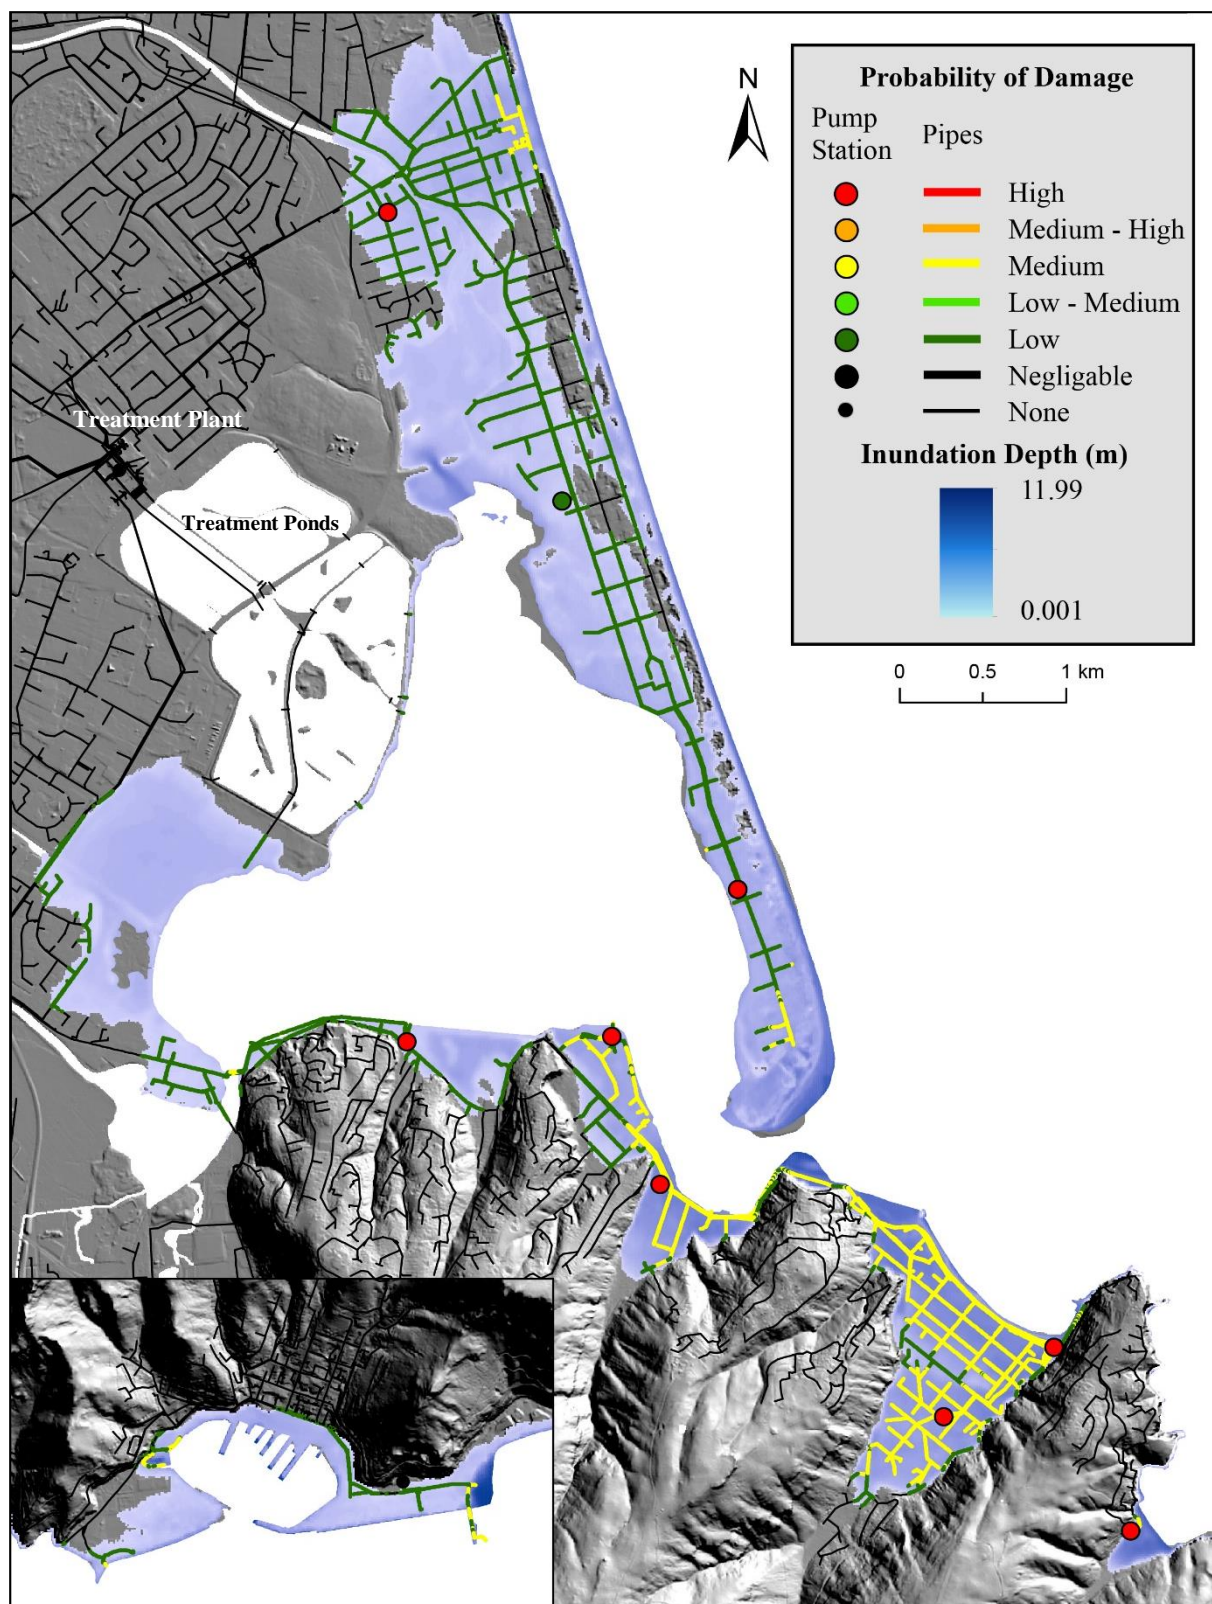 N
Probability of Damage
Pump
Station
Pipes
High
Medium - High
Medium
Low - Medium
Low
Negligable
None
Inundation Depth (m)
11.99
0.001
0 0.5 1 km
Treatment Plant
Treatment Ponds